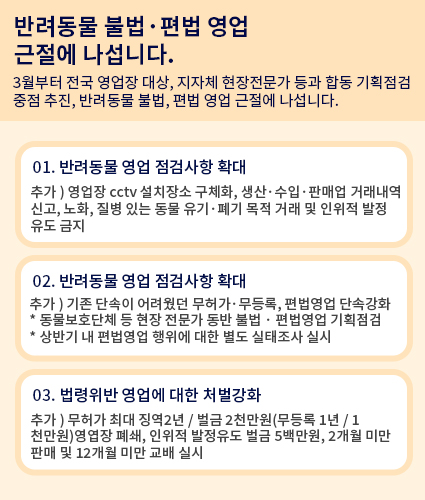 반려동물 불법·편법 영업
근절에 나섭니다.
3월부터 전국 영업장 대상, 지자체 현장전문가 등과 합동 기획점검
중점 추진, 반려동물 불법, 편법 영업 근절에 나섭니다.
01. 반려동물 영업 점검사항 확대
추가 ) 영업장 cctv 설치장소 구체화, 생산·수입·판매업 거래내역
신고, 노화, 질병 있는 동물 유기·폐기 목적 거래 및 인위적 발정
유도 금지
02. 반려동물 영업 점검사항 확대
추가 ) 기존 단속이 어려웠던 무허가·무등록, 편법영업 단속강화
* 동물보호단체 등 현장 전문가 동반 불법 · 편법영업 기획점검
* 상반기 내 편법영업 행위에 대한 별도 실태조사 실시
03. 법령위반 영업에 대한 처벌강화
추가 ) 무허가 최대 징역2년 / 벌금 2천만원(무등록 1년 / 1
천만원)영업장 폐쇄, 인위적 발정유도 벌금 5백만원, 2개월 미만
판매 및 12개월 미만 교배 실시